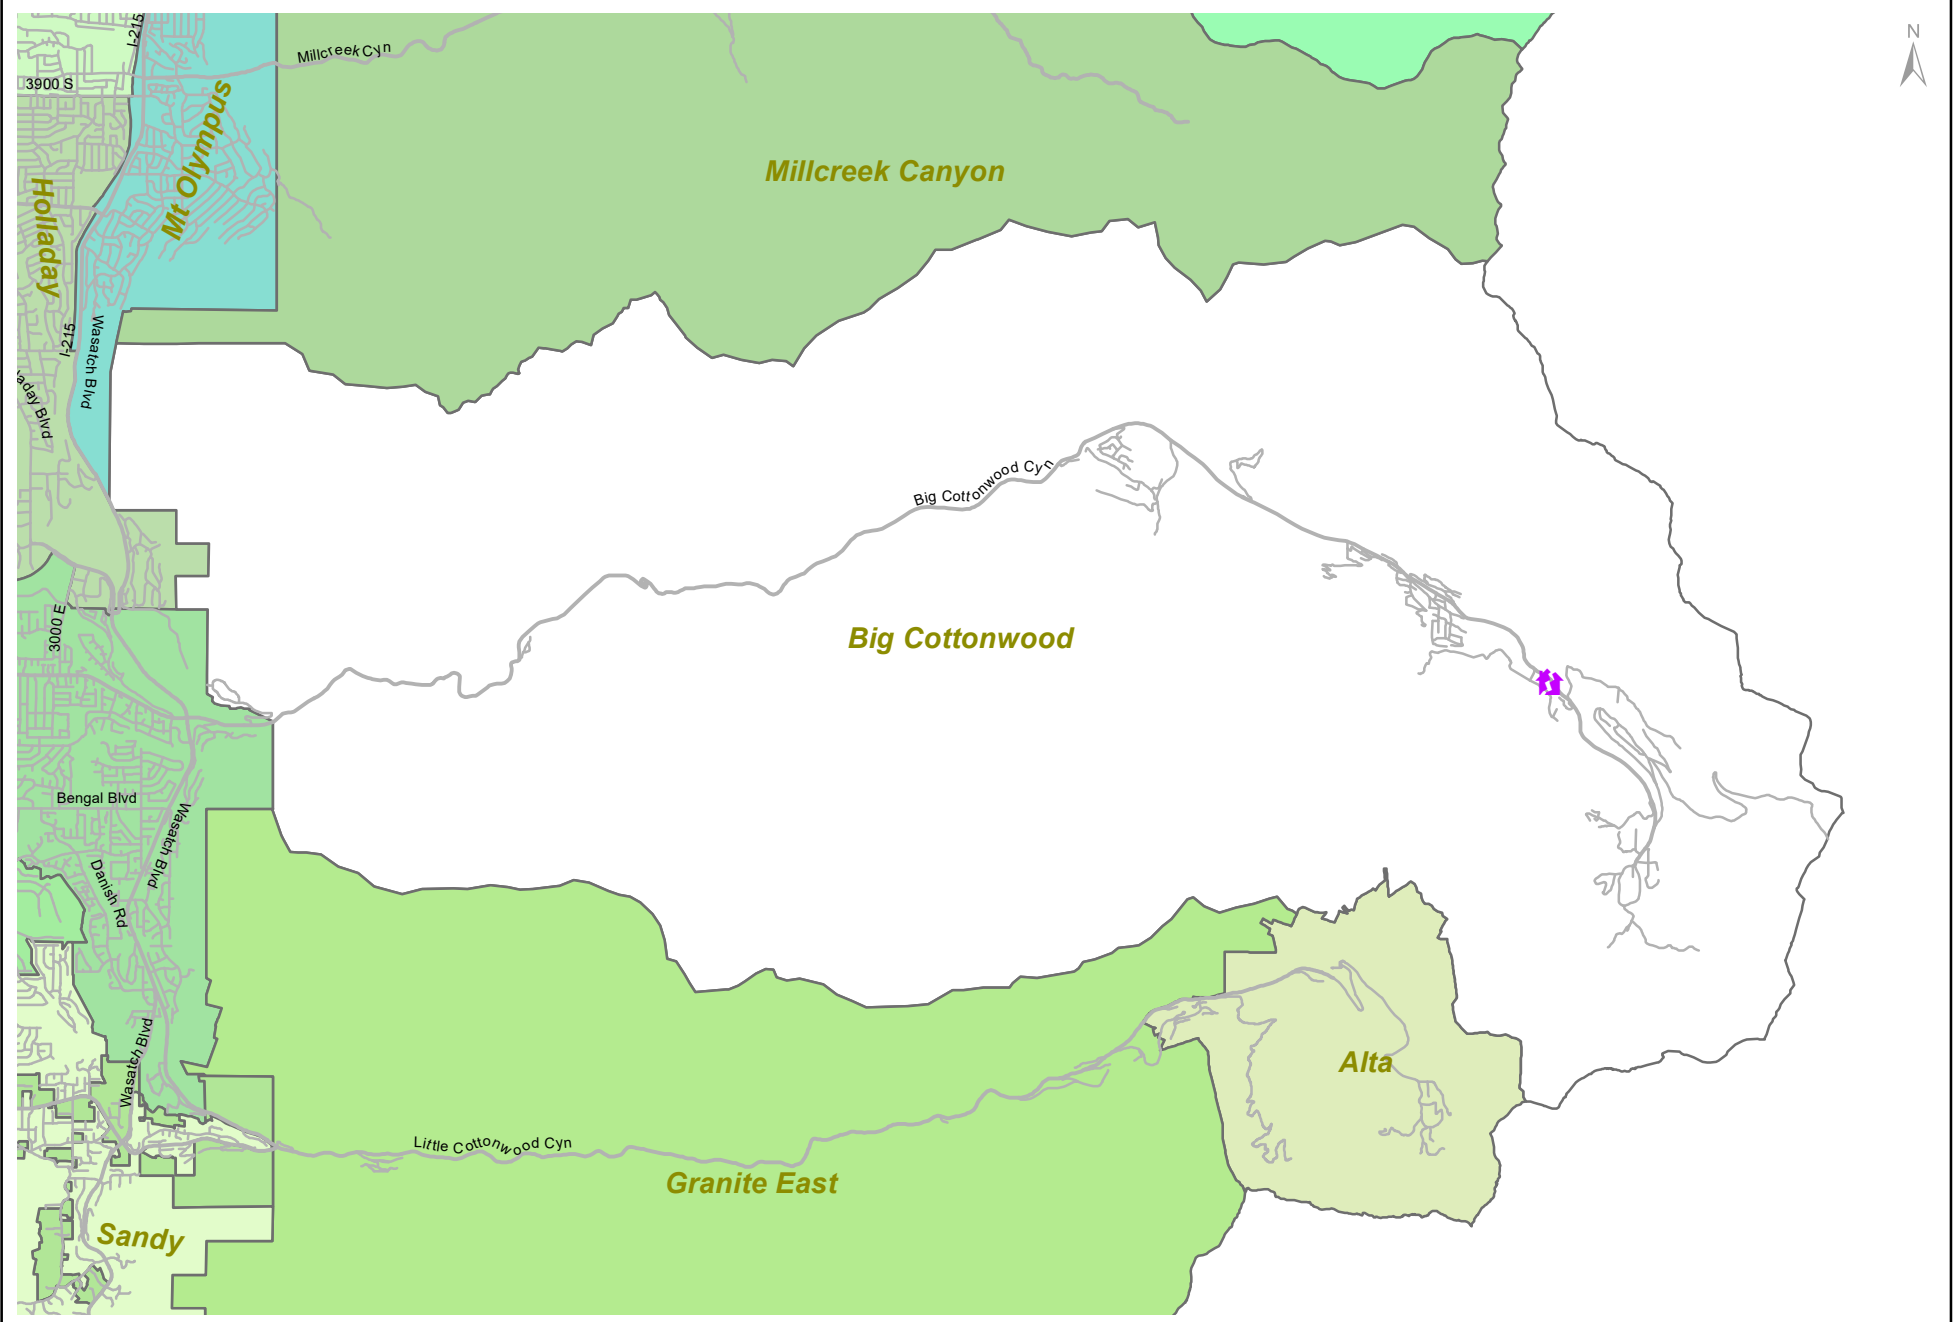 I-215
Millcreek Cyn
N
3900 S
Mt Olympus
Millcreek Canyon
Holladay
I-215
Wasatch Blvd
aday Blvd
Big Cottonwood Cyn
3000 E
Big Cottonwood
Bengal Blvd
Wasatch Blvd
Danish Rd
Wasatch Blvd
Alta
Little Cottonwood Cyn
Granite East
Sandy